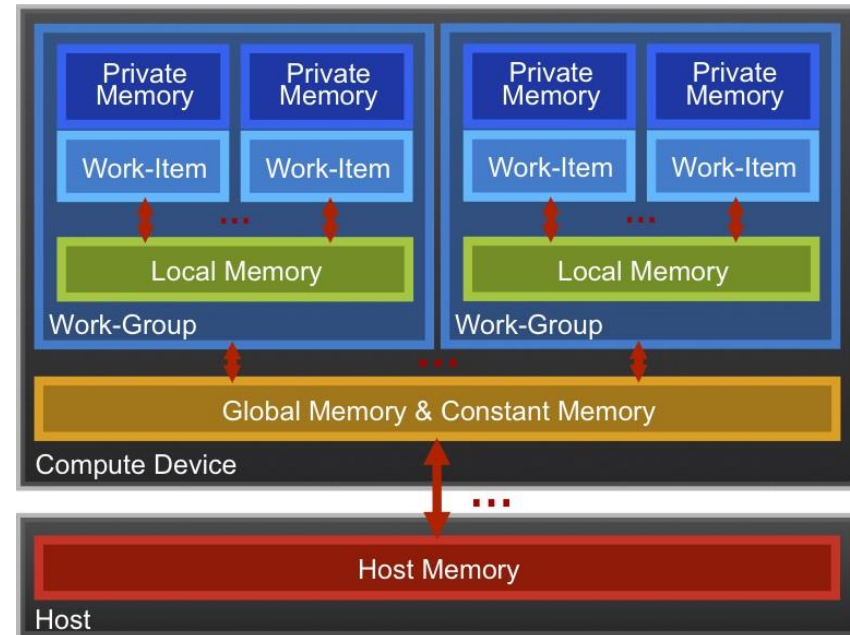 Private
Memory
Private
Memory
Private
Memory
Private
Memory
Work-Item
Work-Item
Work-Item
Work-Item
...
...
Local Memory
Local Memory
Work-Group
Work-Group
...
Global Memory & Constant Memory
Compute Device
...
Host Memory
Host